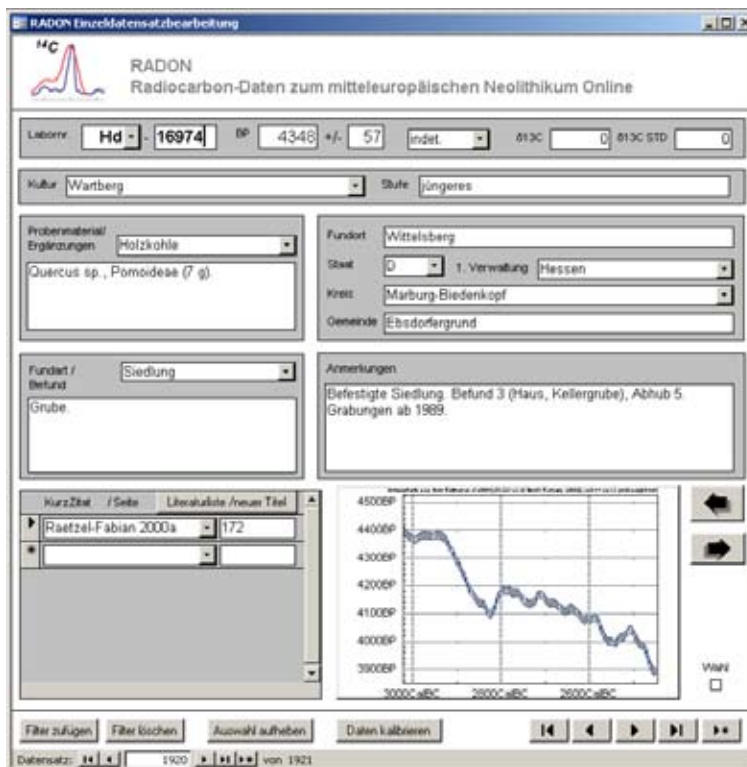 RADON Einzeldatensatzbearbeitung
14C
RADON
Radiocarbon-Daten zum mitteleuropäischen Neolithikum Online
Labornr. Hd - 16974 BP 4348 +/- 57 indet. δ13C 0 δ13C STD 0
Kultur Wartberg Stufe jüngeres
Probenmaterial/
Ergänzungen Holzkohle
Quercus sp., Pomoideae (7 g).
Fundort Wittelsberg
Staat D 1. Verwaltung Hessen
Kreis Marburg-Biedenkopf
Gemeinde Ebsdorfergrund
Fundart /
Befund Siedlung
Grube.
Anmerkungen
Befestigte Siedlung. Befund 3 (Haus, Kellergrube), Abhub 5.
Grabungen ab 1989.
KurzZitat / Seite Literaturliste /neuer Titel
Raetzel-Fabian 2000a 172
4500BP
4400BP
4300BP
4200BP
4100BP
4000BP
3900BP
3000CalBC 2800CalBC 2600CalBC
Wahl
Filter zufügen Filter löschen Auswahl aufheben Daten kalibrieren
Datensatz: 1920 von 1921